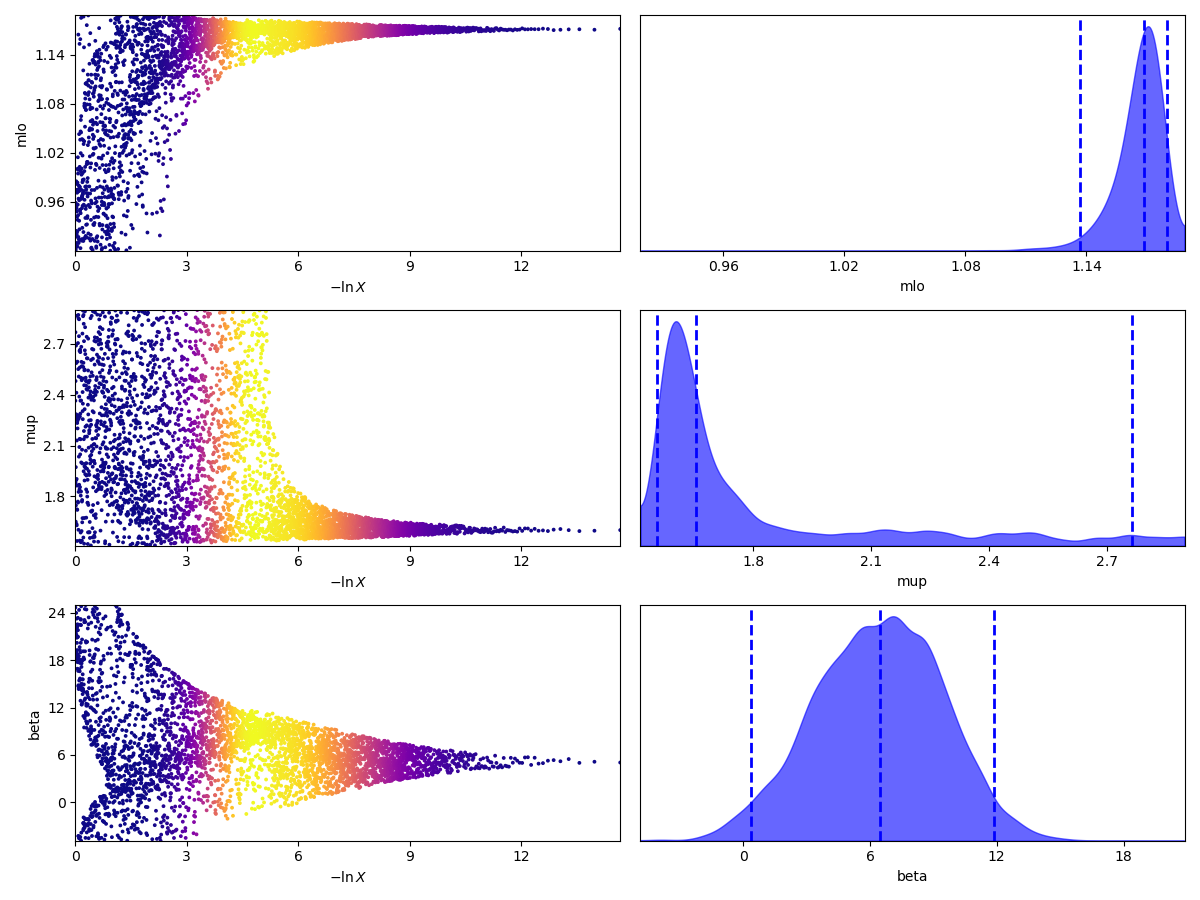 1.14
1.08
1.02
0.96
mlo
0 3 6 9 12
−ln X
0.96 1.02 1.08 1.14
mlo
2.7
2.4
2.1
1.8
mup
0 3 6 9 12
−ln X
1.8 2.1 2.4 2.7
mup
24
18
12
6
0
beta
0 3 6 9 12
−ln X
0 6 12 18
beta